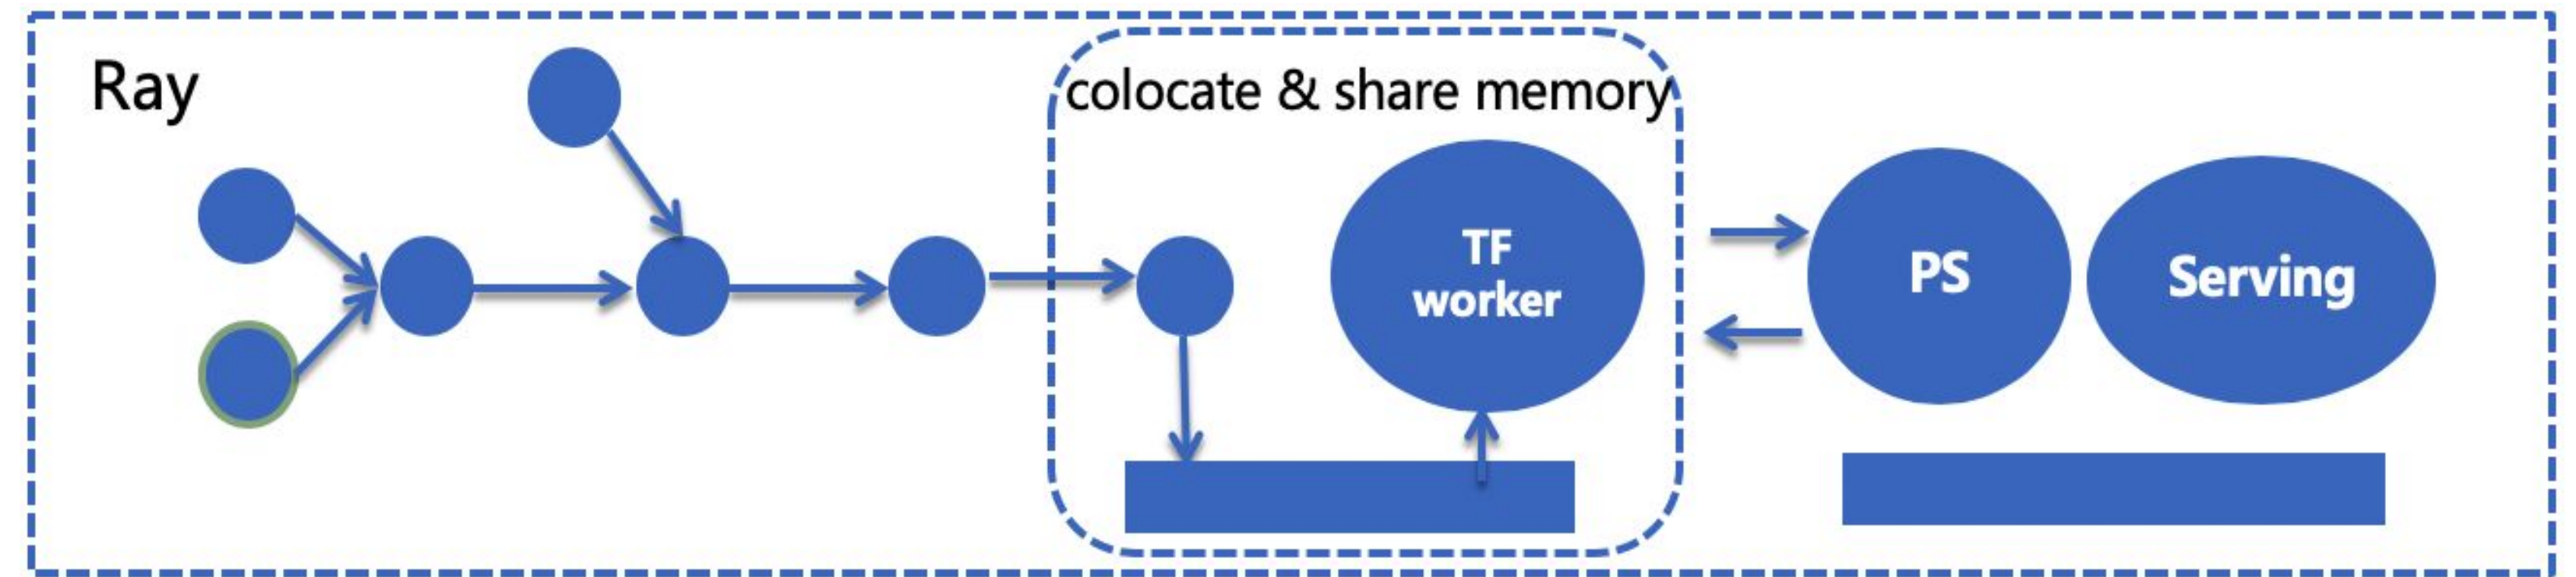 Ray
colocate & share memory
TF
worker
PS
Serving